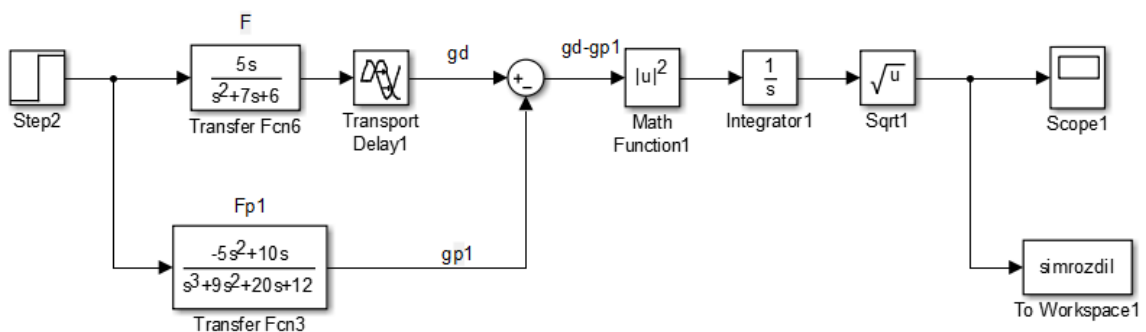 F
5s
s²+7s+6
Step2
Transfer Fcn6
Transport
Delay1
gd
+
−
gd-gp1
|u|²
Math
Function1
1
s
Integrator1
√u
Sqrt1
Scope1
Fp1
-5s²+10s
s³+9s²+20s+12
Transfer Fcn3
gp1
simrozdil
To Workspace1